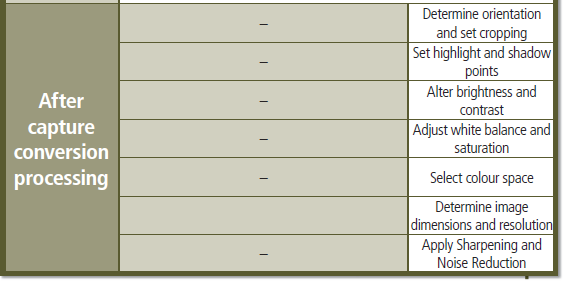 After
capture
conversion
processing
–
Determine orientation
and set cropping
–
Set highlight and shadow
points
–
Alter brightness and
contrast
–
Adjust white balance and
saturation
–
Select colour space
Determine image
dimensions and resolution
–
Apply Sharpening and
Noise Reduction